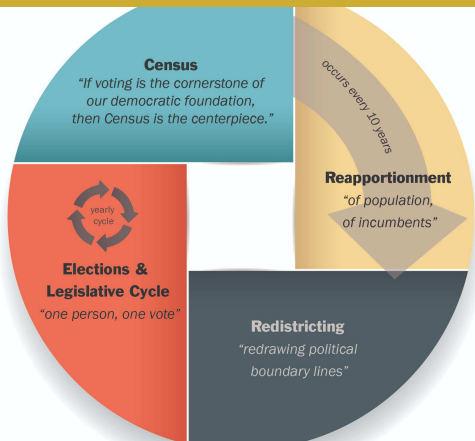 Census
“If voting is the cornerstone of
our democratic foundation,
then Census is the centerpiece.”
occurs every 10 years
Reapportionment
“of population,
of incumbents”
yearly
cycle
Elections &
Legislative Cycle
“one person, one vote”
Redistricting
“redrawing political
boundary lines”